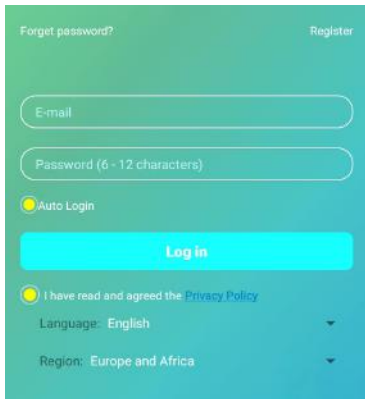 Forget password? Register
E-mail
Password (6 - 12 characters)
Auto Login
Log in
I have read and agreed the Privacy Policy
Language: English
Region: Europe and Africa